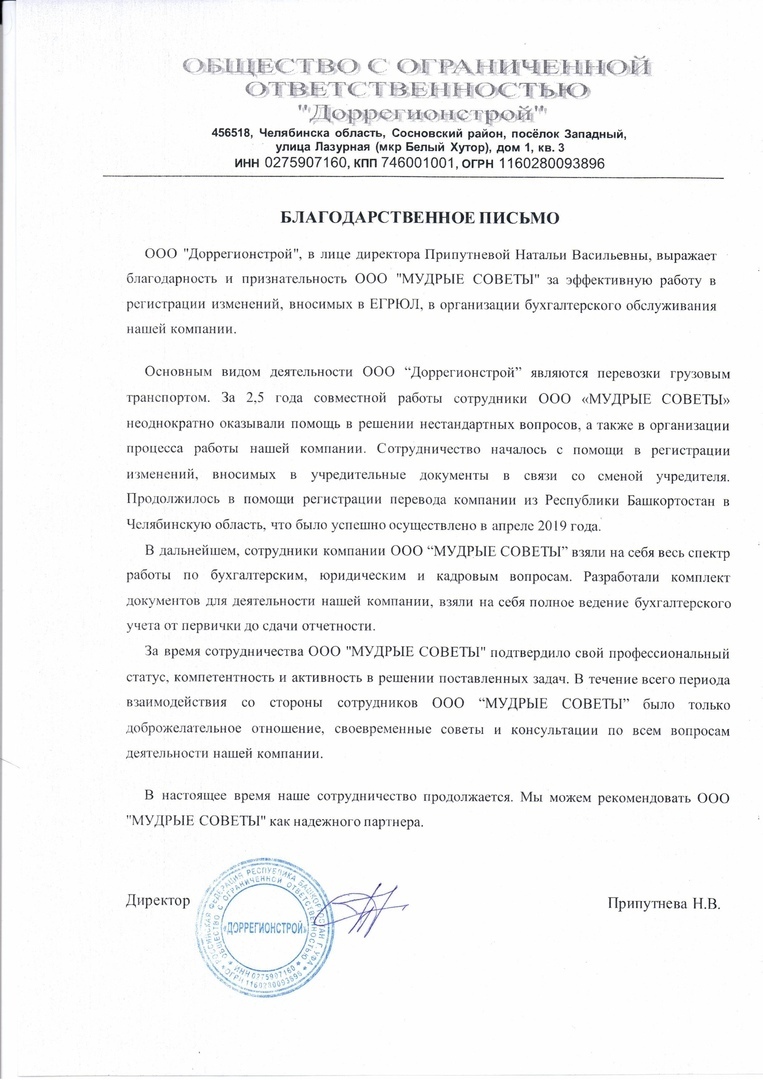 ОБЩЕСТВО С ОГРАНИЧЕННОЙ
ОТВЕТСТВЕННОСТЬЮ
"Доррегионстрой"
456518, Челябинска область, Сосновский район, посёлок Западный,
улица Лазурная (мкр Белый Хутор), дом 1, кв. 3
ИНН 0275907160, КПП 746001001, ОГРН 1160280093896
БЛАГОДАРСТВЕННОЕ ПИСЬМО
ООО "Доррегионстрой", в лице директора Припутневой Натальи Васильевны, выражает
благодарность и признательность ООО "МУДРЫЕ СОВЕТЫ" за эффективную работу в
регистрации изменений, вносимых в ЕГРЮЛ, в организации бухгалтерского обслуживания
нашей компании.
Основным видом деятельности ООО “Доррегионстрой” являются перевозки грузовым
транспортом. За 2,5 года совместной работы сотрудники ООО «МУДРЫЕ СОВЕТЫ»
неоднократно оказывали помощь в решении нестандартных вопросов, а также в организации
процесса работы нашей компании. Сотрудничество началось с помощи в регистрации
изменений, вносимых в учредительные документы в связи со сменой учредителя.
Продолжилось в помощи регистрации перевода компании из Республики Башкортостан в
Челябинскую область, что было успешно осуществлено в апреле 2019 года.
В дальнейшем, сотрудники компании ООО “МУДРЫЕ СОВЕТЫ” взяли на себя весь спектр
работы по бухгалтерским, юридическим и кадровым вопросам. Разработали комплект
документов для деятельности нашей компании, взяли на себя полное ведение бухгалтерского
учета от первички до сдачи отчетности.
За время сотрудничества ООО "МУДРЫЕ СОВЕТЫ" подтвердило свой профессиональный
статус, компетентность и активность в решении поставленных задач. В течение всего периода
взаимодействия со стороны сотрудников ООО “МУДРЫЕ СОВЕТЫ” было только
доброжелательное отношение, своевременные советы и консультации по всем вопросам
деятельности нашей компании.
В настоящее время наше сотрудничество продолжается. Мы можем рекомендовать ООО
"МУДРЫЕ СОВЕТЫ" как надежного партнера.
Директор
Припутнева Н.В.
РОССИЙСКАЯ ФЕДЕРАЦИЯ РЕСПУБЛИКА БАШКОРТОСТАН Г.УФА
ОБЩЕСТВО С ОГРАНИЧЕННОЙ ОТВЕТСТВЕННОСТЬЮ
«ДОРРЕГИОНСТРОЙ»
ИНН 0275907160
ОГРН 1160280093896